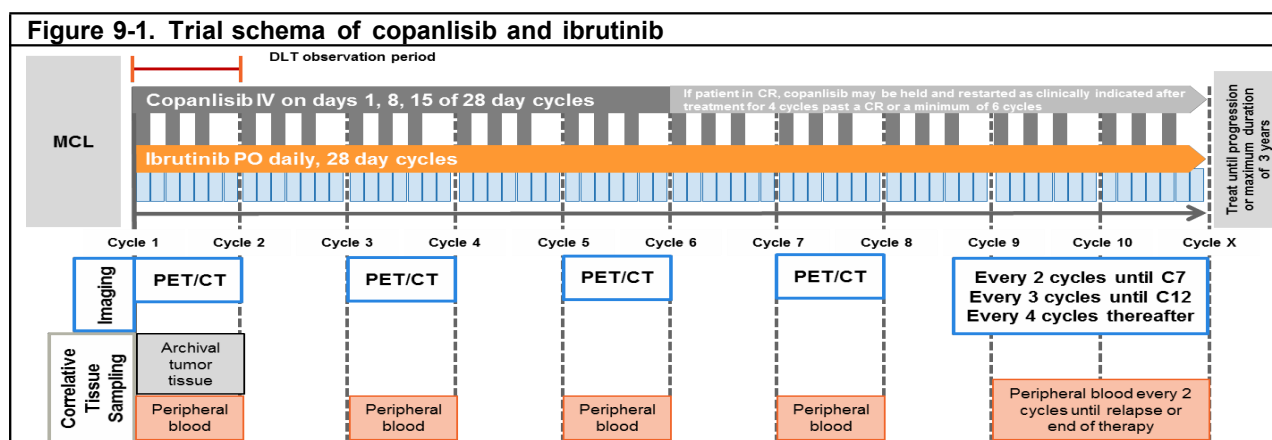 Figure 9-1. Trial schema of copanlisib and ibrutinib
DLT observation period
MCL
Copanlisib IV on days 1, 8, 15 of 28 day cycles
If patient in CR, copanlisib may be held and restarted as clinically indicated after
treatment for 4 cycles past a CR or a minimum of 6 cycles
Ibrutinib PO daily, 28 day cycles
Treat until progression
or maximum duration
of 3 years
Cycle 1
Cycle 2
Cycle 3
Cycle 4
Cycle 5
Cycle 6
Cycle 7
Cycle 8
Cycle 9
Cycle 10
Cycle X
Imaging
PET/CT
PET/CT
PET/CT
PET/CT
Every 2 cycles until C7
Every 3 cycles until C12
Every 4 cycles thereafter
Correlative
Tissue
Sampling
Archival
tumor
tissue
Peripheral
blood
Peripheral
blood
Peripheral
blood
Peripheral
blood
Peripheral blood every 2
cycles until relapse or
end of therapy